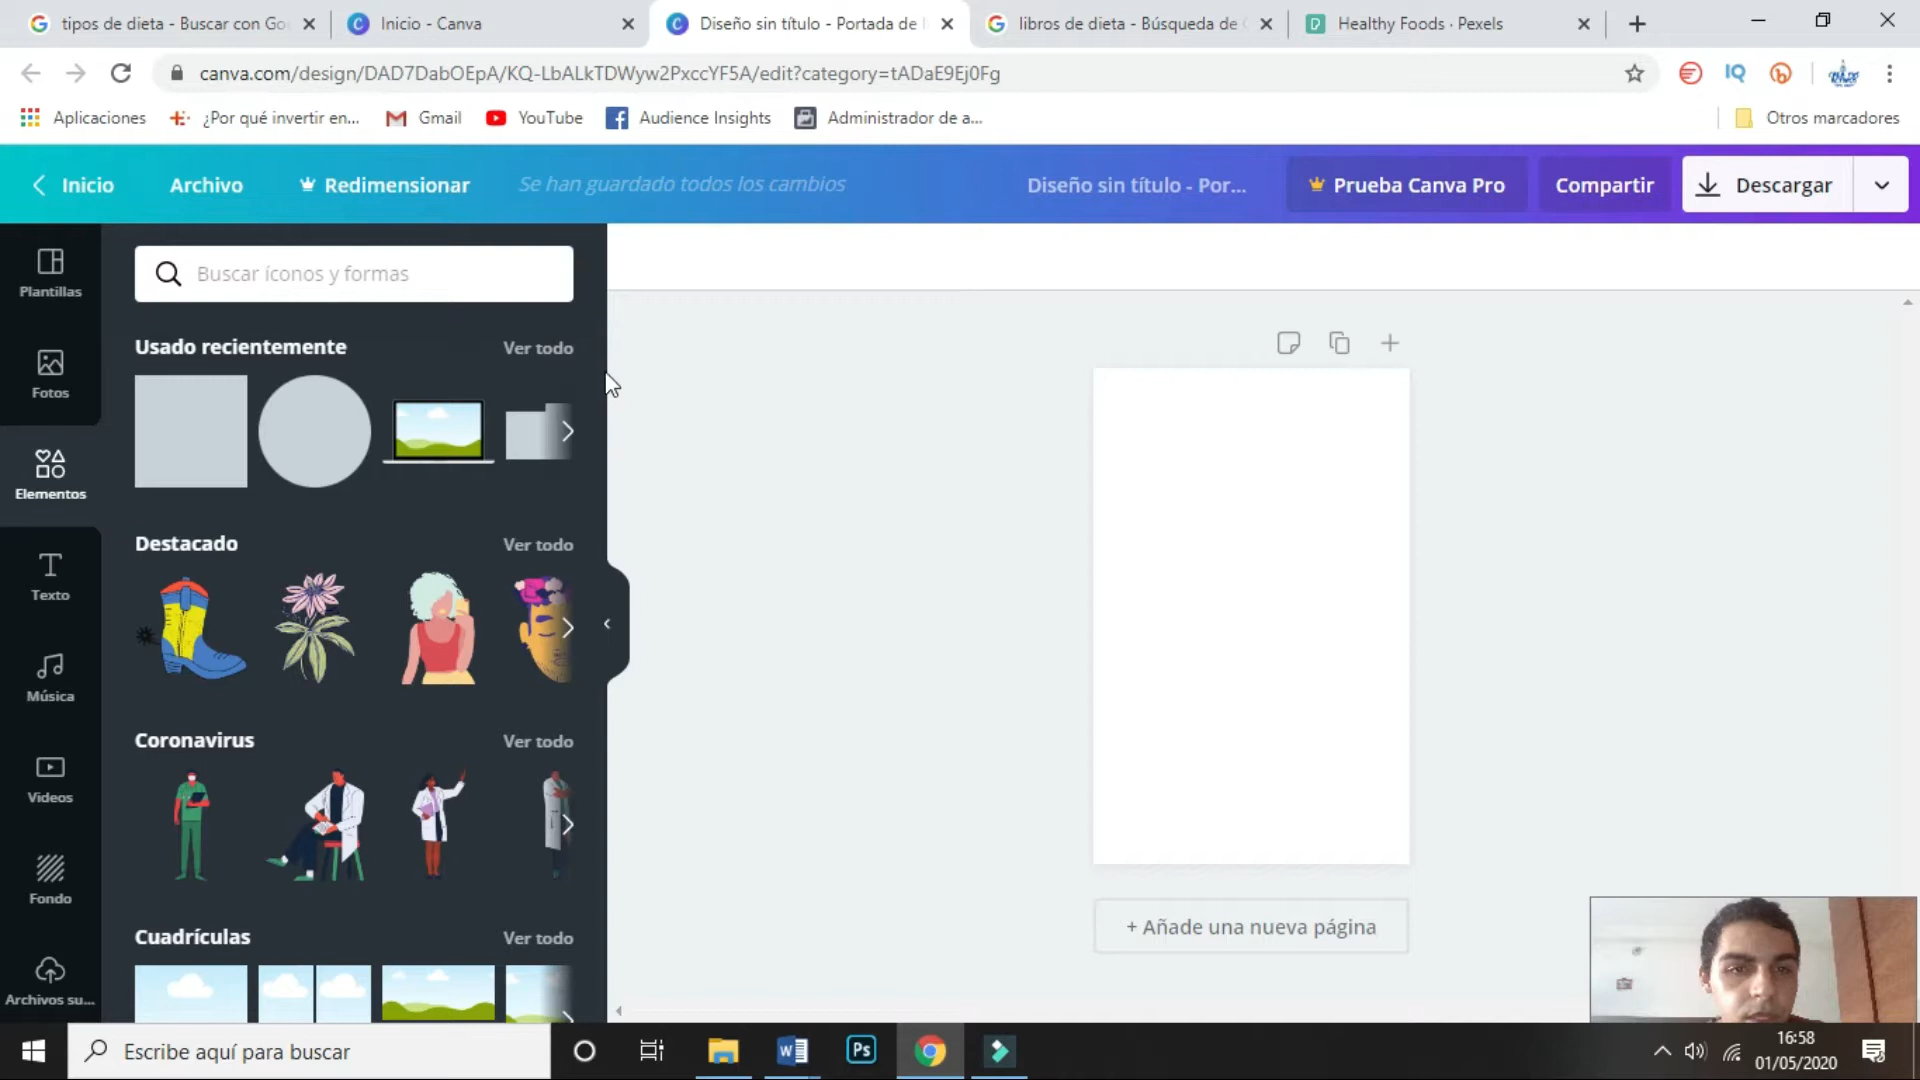 tipos de dieta - Buscar con Go
Inicio - Canva
Diseño sin título - Portada de
libros de dieta - Búsqueda de
Healthy Foods · Pexels
canva.com/design/DAD7DabOEpA/KQ-LbALkTDWyw2PxccYF5A/edit?category=tADaE9Ej0Fg
IQ
Aplicaciones
¿Por qué invertir en...
Gmail
YouTube
Audience Insights
Administrador de a...
Otros marcadores
Inicio
Archivo
Redimensionar
Se han guardado todos los cambios
Diseño sin título - Por...
Prueba Canva Pro
Compartir
Descargar
Plantillas
Fotos
Elementos
Texto
Música
Videos
Fondo
Archivos su...
Buscar íconos y formas
Usado recientemente
Ver todo
Destacado
Ver todo
Coronavirus
Ver todo
Cuadrículas
Ver todo
+ Añade una nueva página
Escribe aquí para buscar
Ps
16:58
01/05/2020